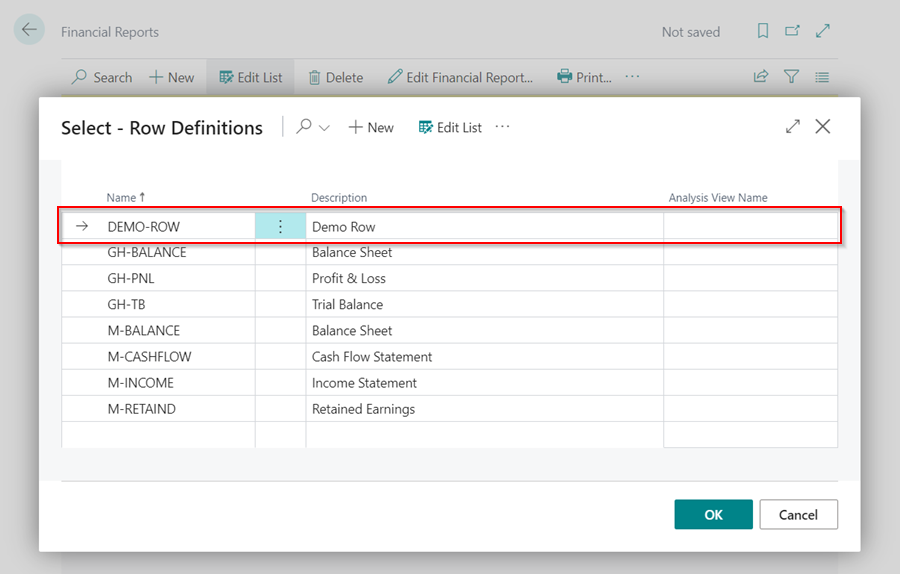 Financial Reports Not saved
Search New Edit List Delete Edit Financial Report... Print... ...
Select - Row Definitions New Edit List ...
Name ↑ Description Analysis View Name
→ DEMO-ROW Demo Row
GH-BALANCE Balance Sheet
GH-PNL Profit & Loss
GH-TB Trial Balance
M-BALANCE Balance Sheet
M-CASHFLOW Cash Flow Statement
M-INCOME Income Statement
M-RETAIND Retained Earnings
OK Cancel